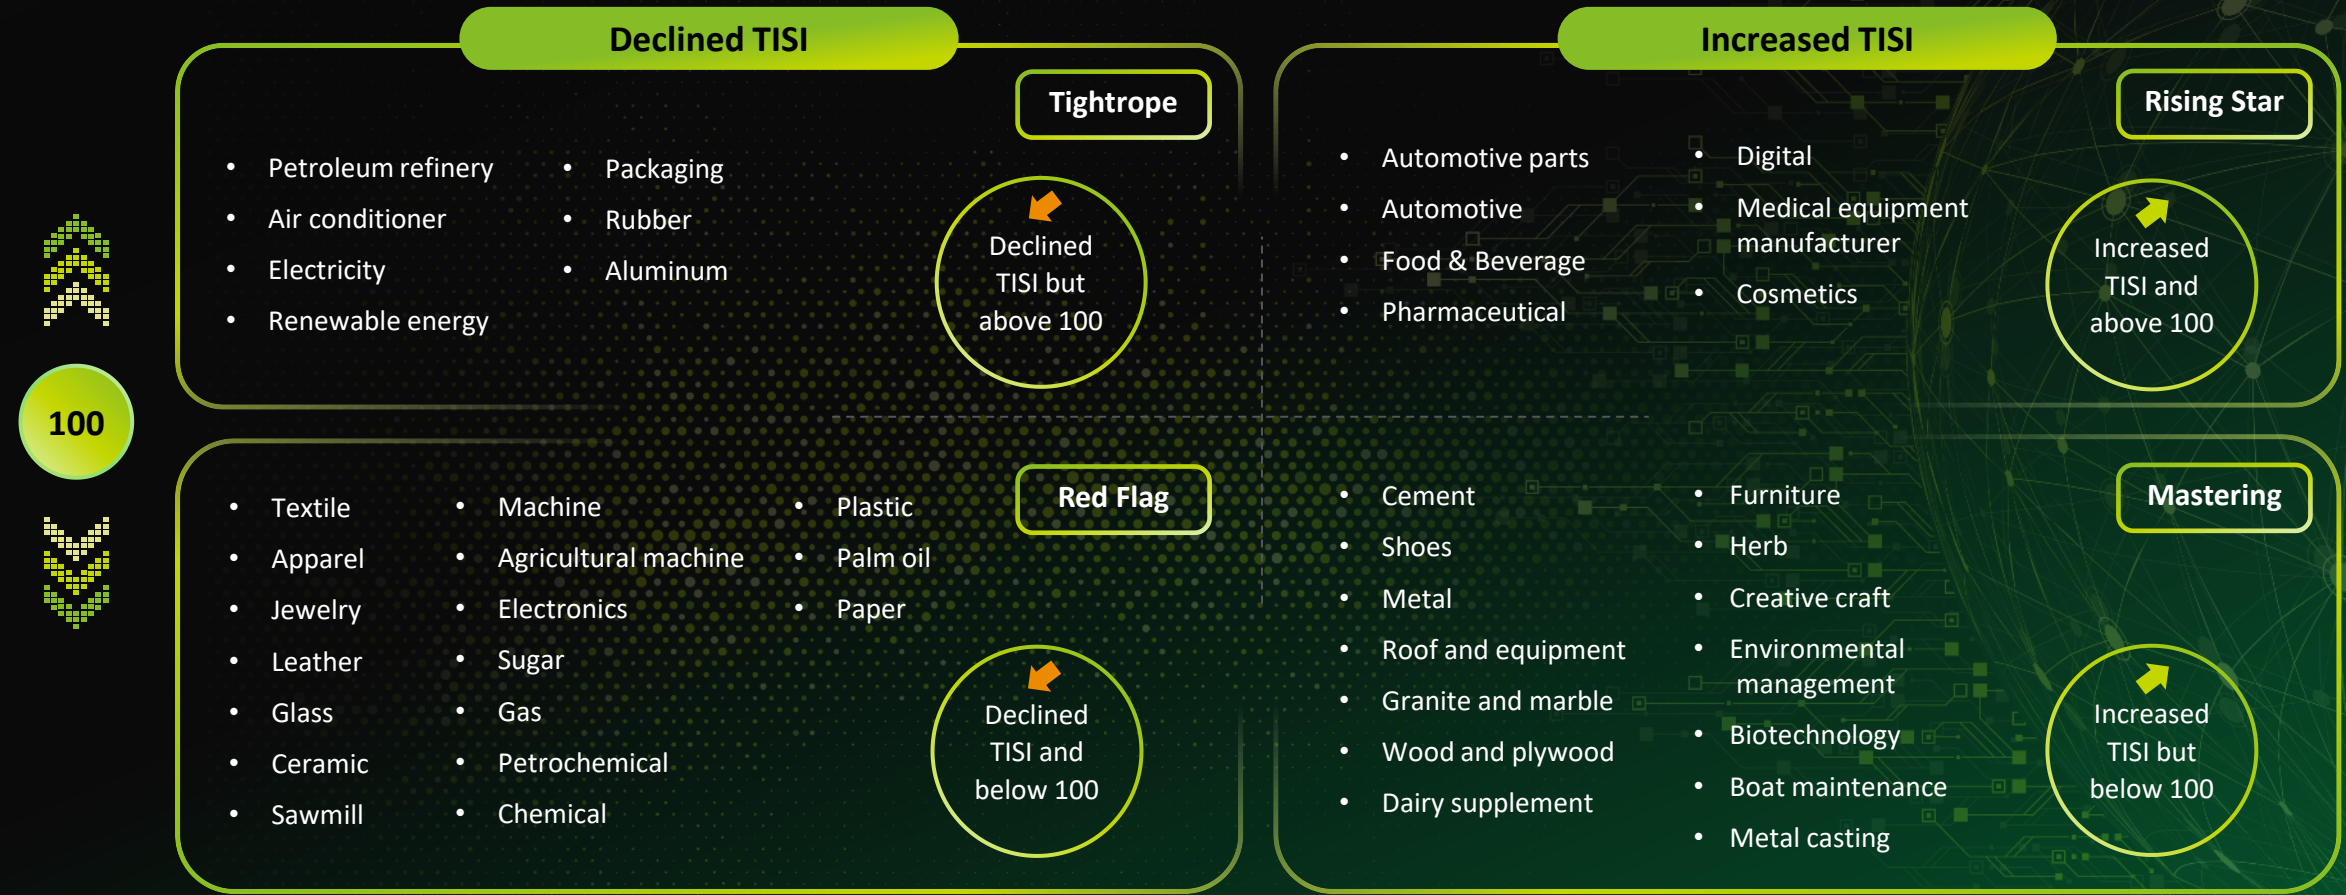 Declined TISI
Increased TISI
Tightrope
• Petroleum refinery
• Air conditioner
• Electricity
• Renewable energy
• Packaging
• Rubber
• Aluminum
Declined
TISI but
above 100
Rising Star
• Automotive parts
• Automotive
• Food & Beverage
• Pharmaceutical
• Digital
• Medical equipment
manufacturer
• Cosmetics
Increased
TISI and
above 100
100
Red Flag
• Textile
• Apparel
• Jewelry
• Leather
• Glass
• Ceramic
• Sawmill
• Machine
• Agricultural machine
• Electronics
• Sugar
• Gas
• Petrochemical
• Chemical
• Plastic
• Palm oil
• Paper
Declined
TISI and
below 100
Mastering
• Cement
• Shoes
• Metal
• Roof and equipment
• Granite and marble
• Wood and plywood
• Dairy supplement
• Furniture
• Herb
• Creative craft
• Environmental
management
• Biotechnology
• Boat maintenance
• Metal casting
Increased
TISI but
below 100